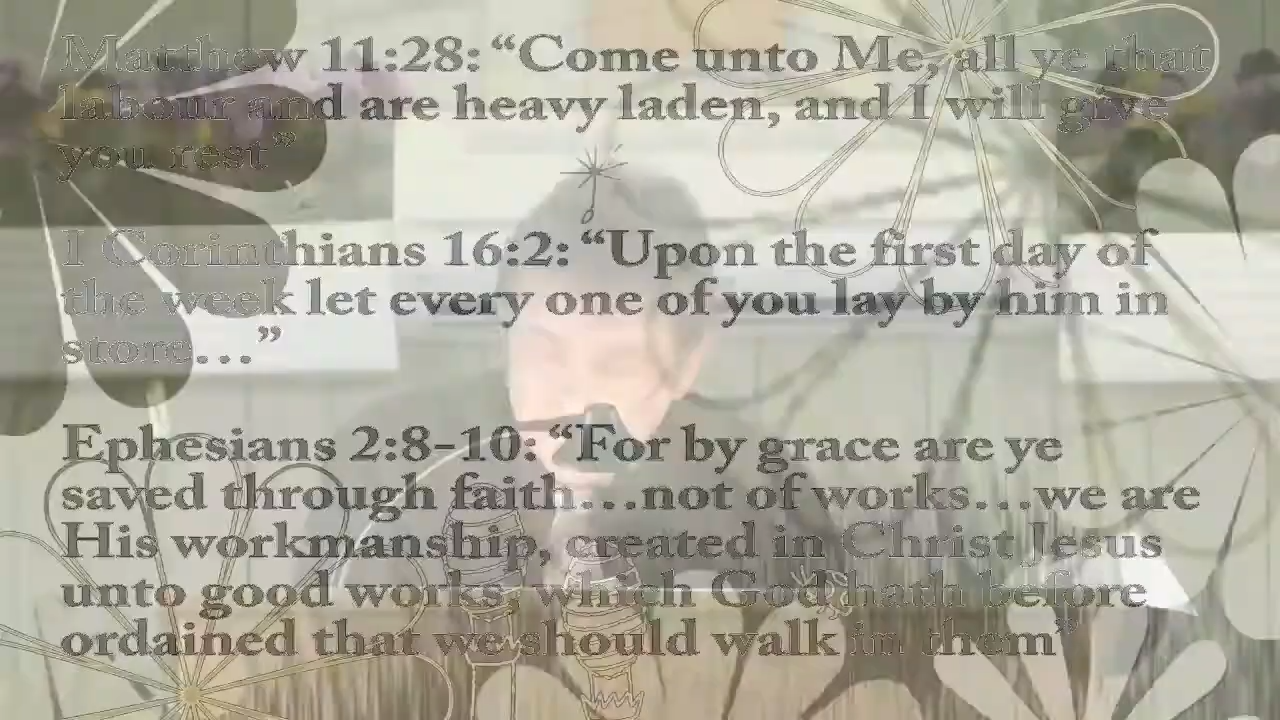 Matthew 11:28: “Come unto Me, all ye that
labour and are heavy laden, and I will give
you rest”
I Corinthians 16:2: “Upon the first day of
the week let every one of you lay by him in
store…”
Ephesians 2:8-10: “For by grace are ye
saved through faith…not of works…we are
His workmanship, created in Christ Jesus
unto good works, which God hath before
ordained that we should walk in them”